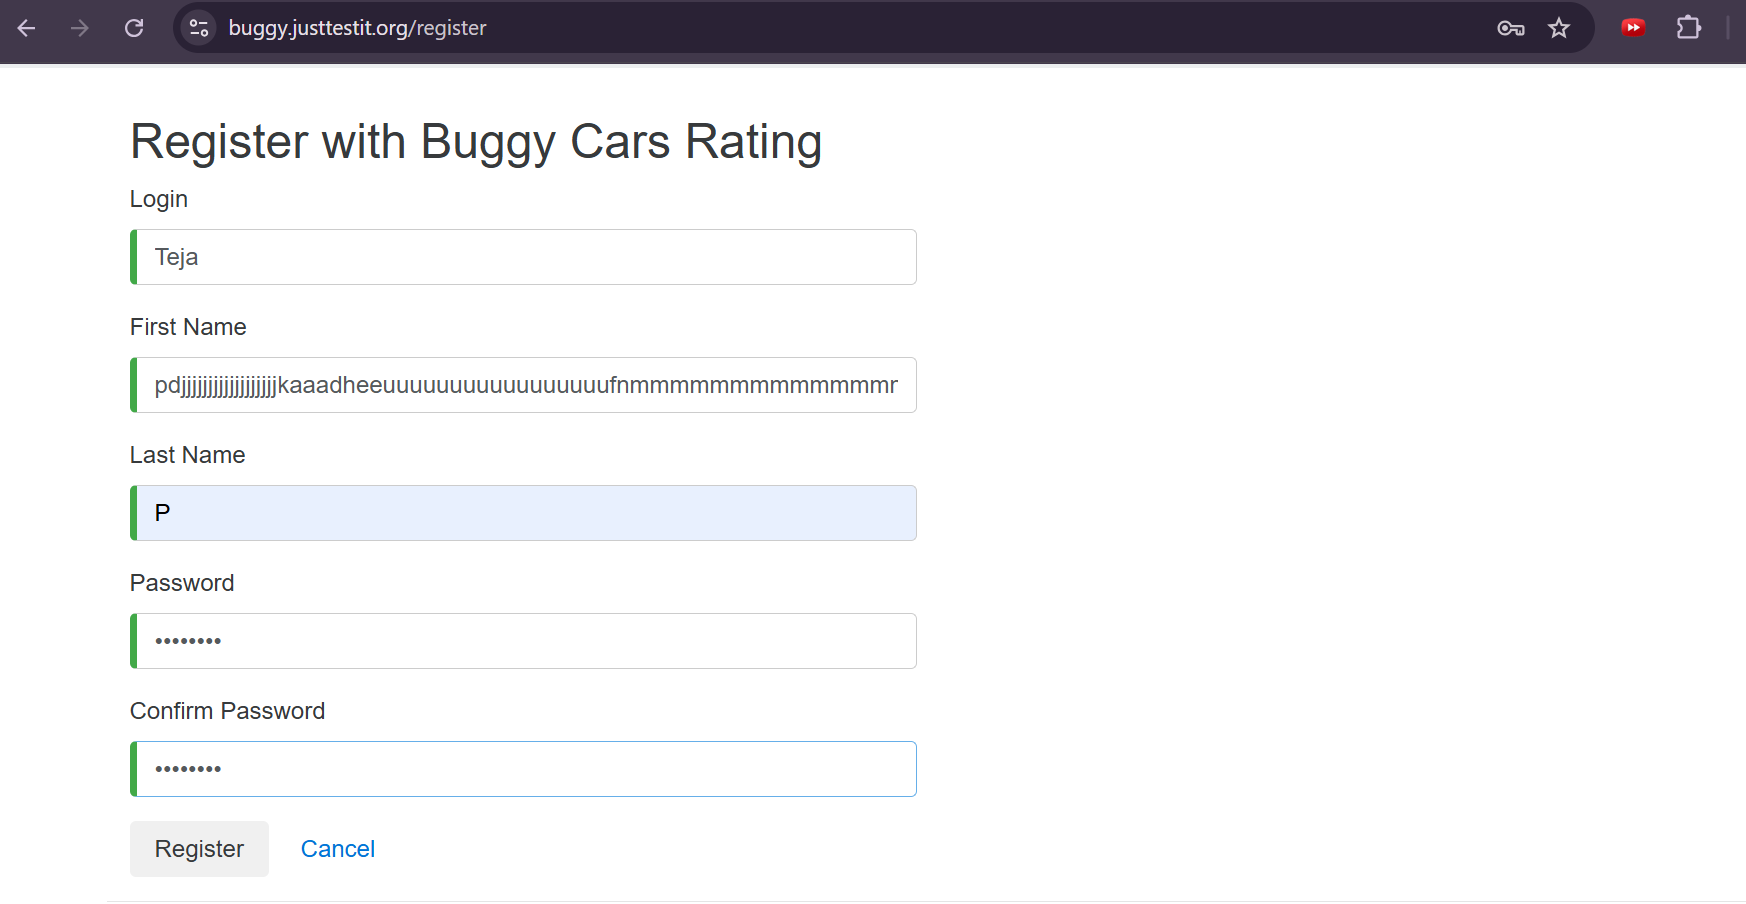 buggy.justtestit.org/register
Register with Buggy Cars Rating
Login
Teja
First Name
Last Name
P
Password
••••••••
Confirm Password
••••••••
Register Cancel